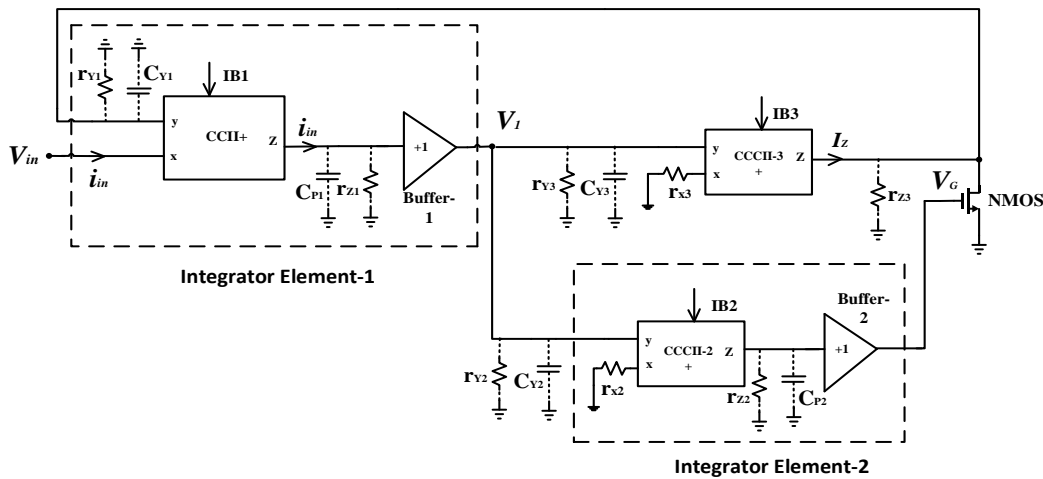 rY1
CY1
IB1
CCII+
y
x
Z
Vin
iin
iin
CP1
rZ1
+1
Buffer-
1
V1
rY3
CY3
IB3
CCCII-3
+
y
x
Z
rx3
IZ
rZ3
VG
NMOS
Integrator Element-1
IB2
CCCII-2
+
y
x
Z
rY2
CY2
rx2
rZ2
CP2
Buffer-
2
+1
Integrator Element-2